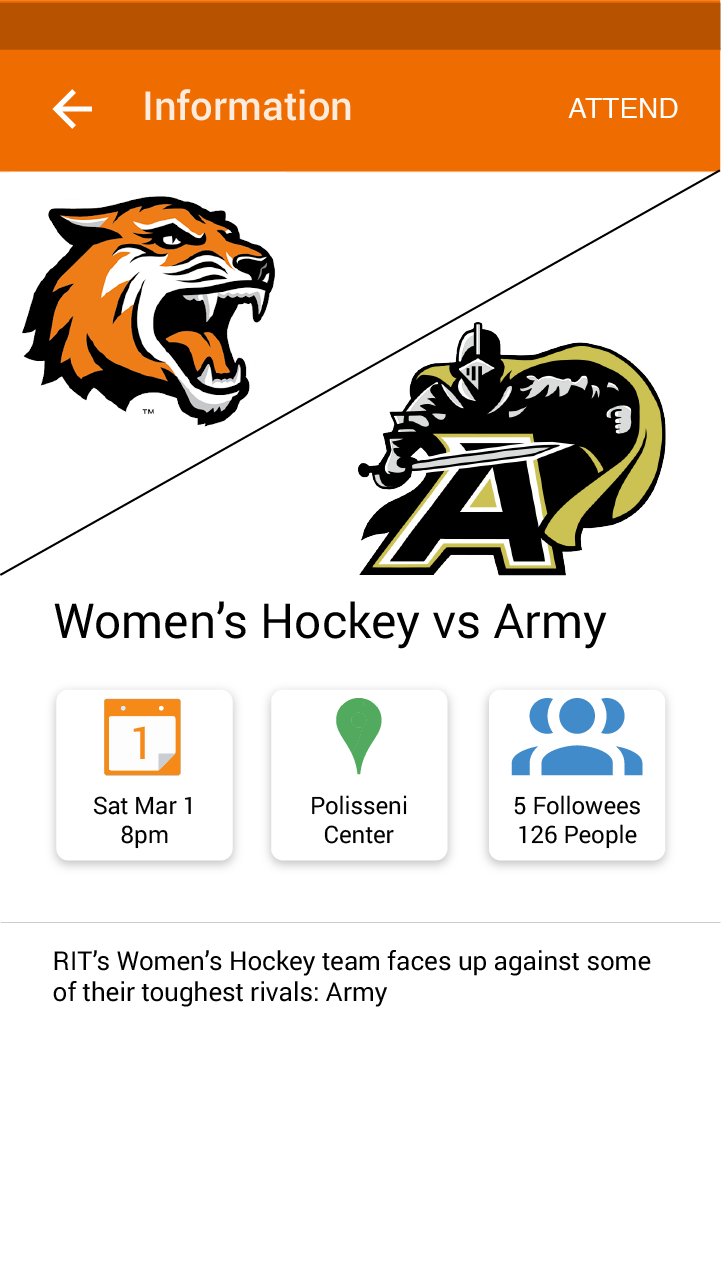 Information
ATTEND
TM
A
Women’s Hockey vs Army
1
Sat Mar 1
8pm
Polisseni
Center
5 Followees
126 People
RIT’s Women’s Hockey team faces up against some
of their toughest rivals: Army